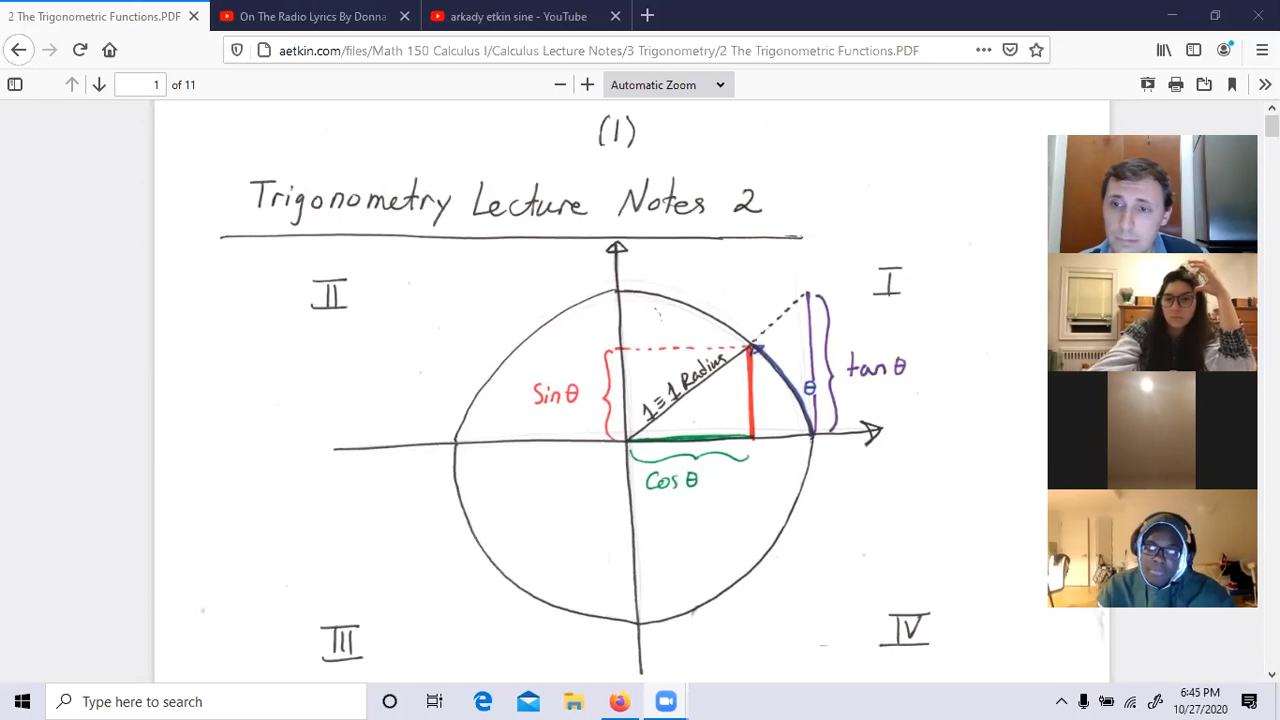 2 The Trigonometric Functions.PDF
On The Radio Lyrics By Donna
arkady etkin sine - YouTube
aetkin.com/files/Math 150 Calculus I/Calculus Lecture Notes/3 Trigonometry/2 The Trigonometric Functions.PDF
1 of 11
Automatic Zoom
(1)
Trigonometry Lecture Notes 2
II
I
Sin θ
1 ≡ 1 Radius
θ
tan θ
Cos θ
III
IV
Type here to search
6:45 PM
10/27/2020